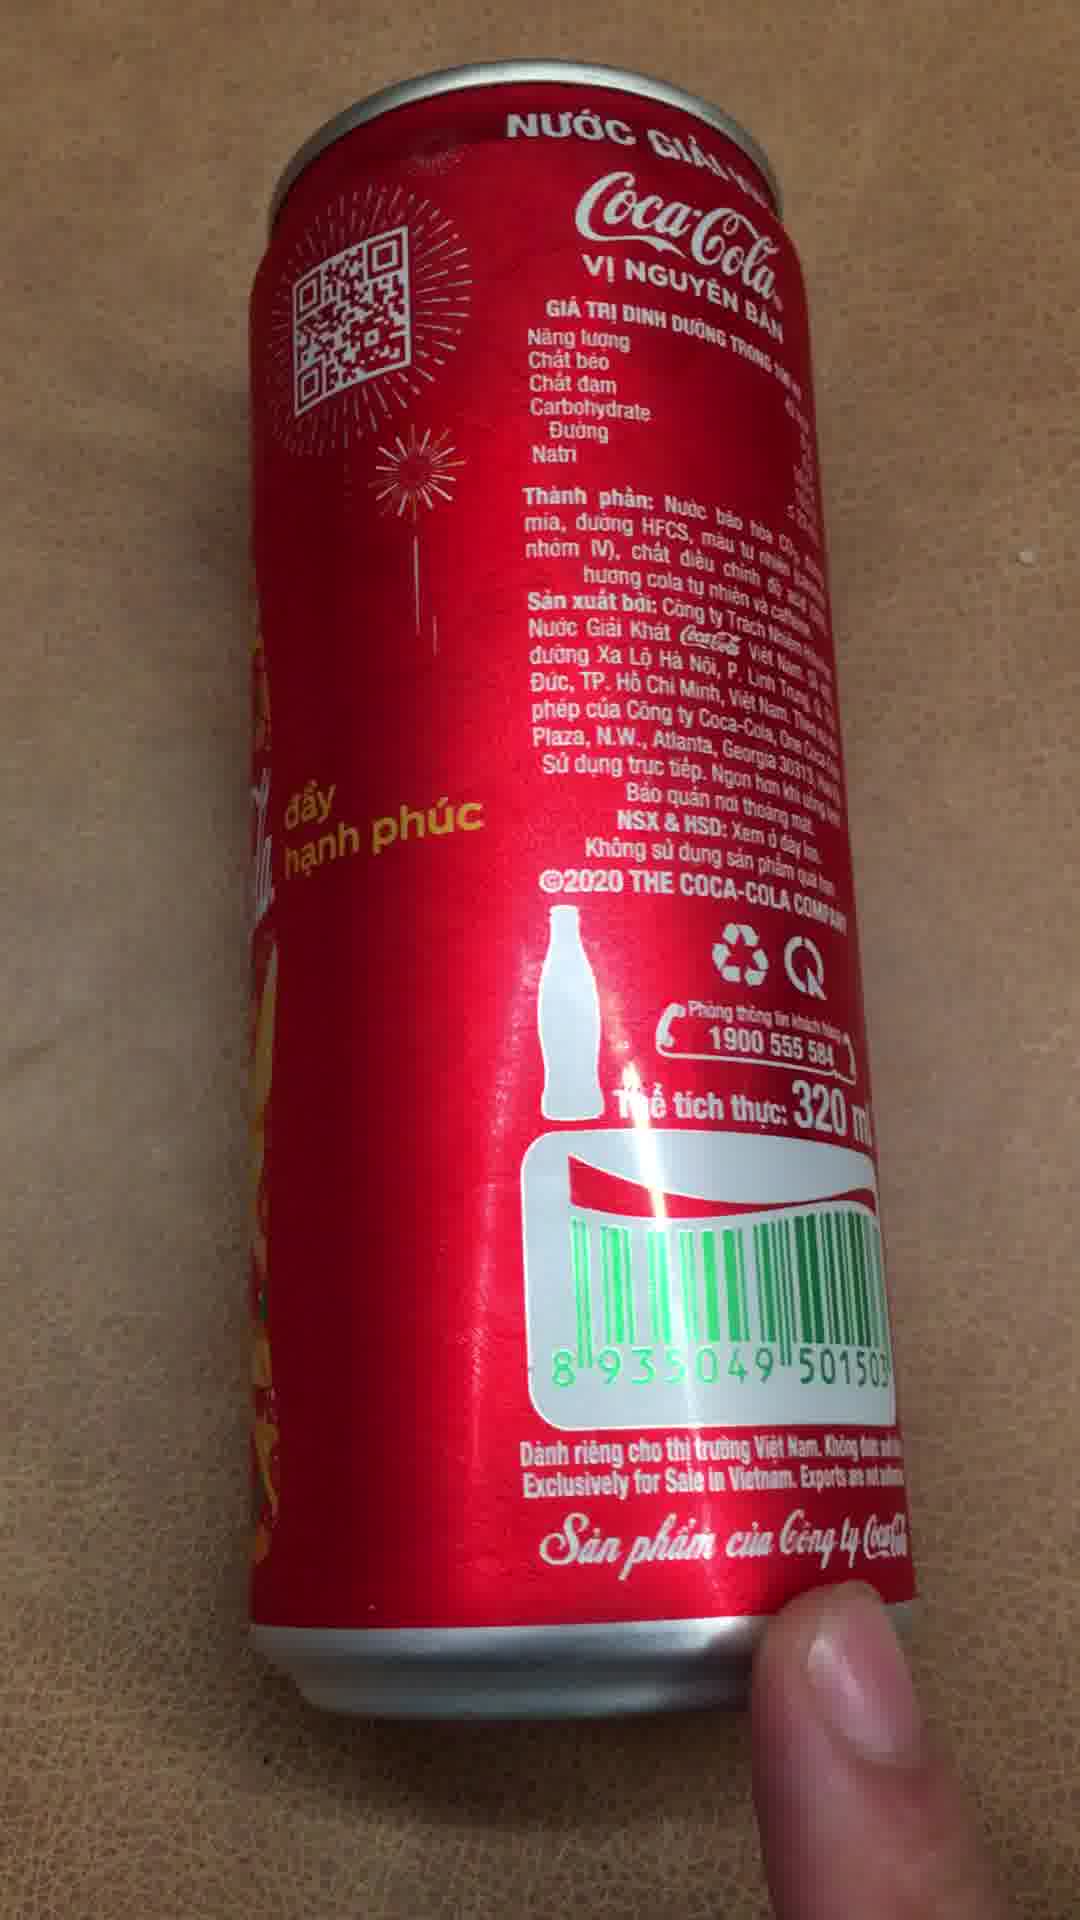 NƯỚC GIẢI
Coca-Cola
VỊ NGUYÊN BẢN
GIÁ TRỊ DINH DƯỠNG TRONG
Năng lượng
Chất béo
Chất đạm
Carbohydrate
Đường
Natri
Thành phần: Nước bão hòa CO₂,
mía, đường HFCS, màu tự nhiên
nhóm IV), chất điều chỉnh độ acid
hương cola tự nhiên và caffeine.
Sản xuất bởi: Công ty Trách Nhiệm
Nước Giải Khát Coca-Cola Việt Nam.
đường Xa Lộ Hà Nội, P. Linh Trung,
Đức, TP. Hồ Chí Minh, Việt Nam.
phép của Công ty Coca-Cola, One Coca-Cola
Plaza, N.W., Atlanta, Georgia 30313,
Sử dụng trực tiếp. Ngon hơn khi uống lạnh
Bảo quản nơi thoáng mát.
NSX & HSD: Xem ở đáy lon.
Không sử dụng sản phẩm quá hạn
©2020 THE COCA-COLA COMPANY
đầy
hạnh phúc
Phòng thông tin khách hàng
1900 555 584
Thể tích thực: 320 ml
8 935049 501503
Dành riêng cho thị trường Việt Nam. Không được
Exclusively for Sale in Vietnam. Exports are not
Sản phẩm của Công ty Coca-Cola